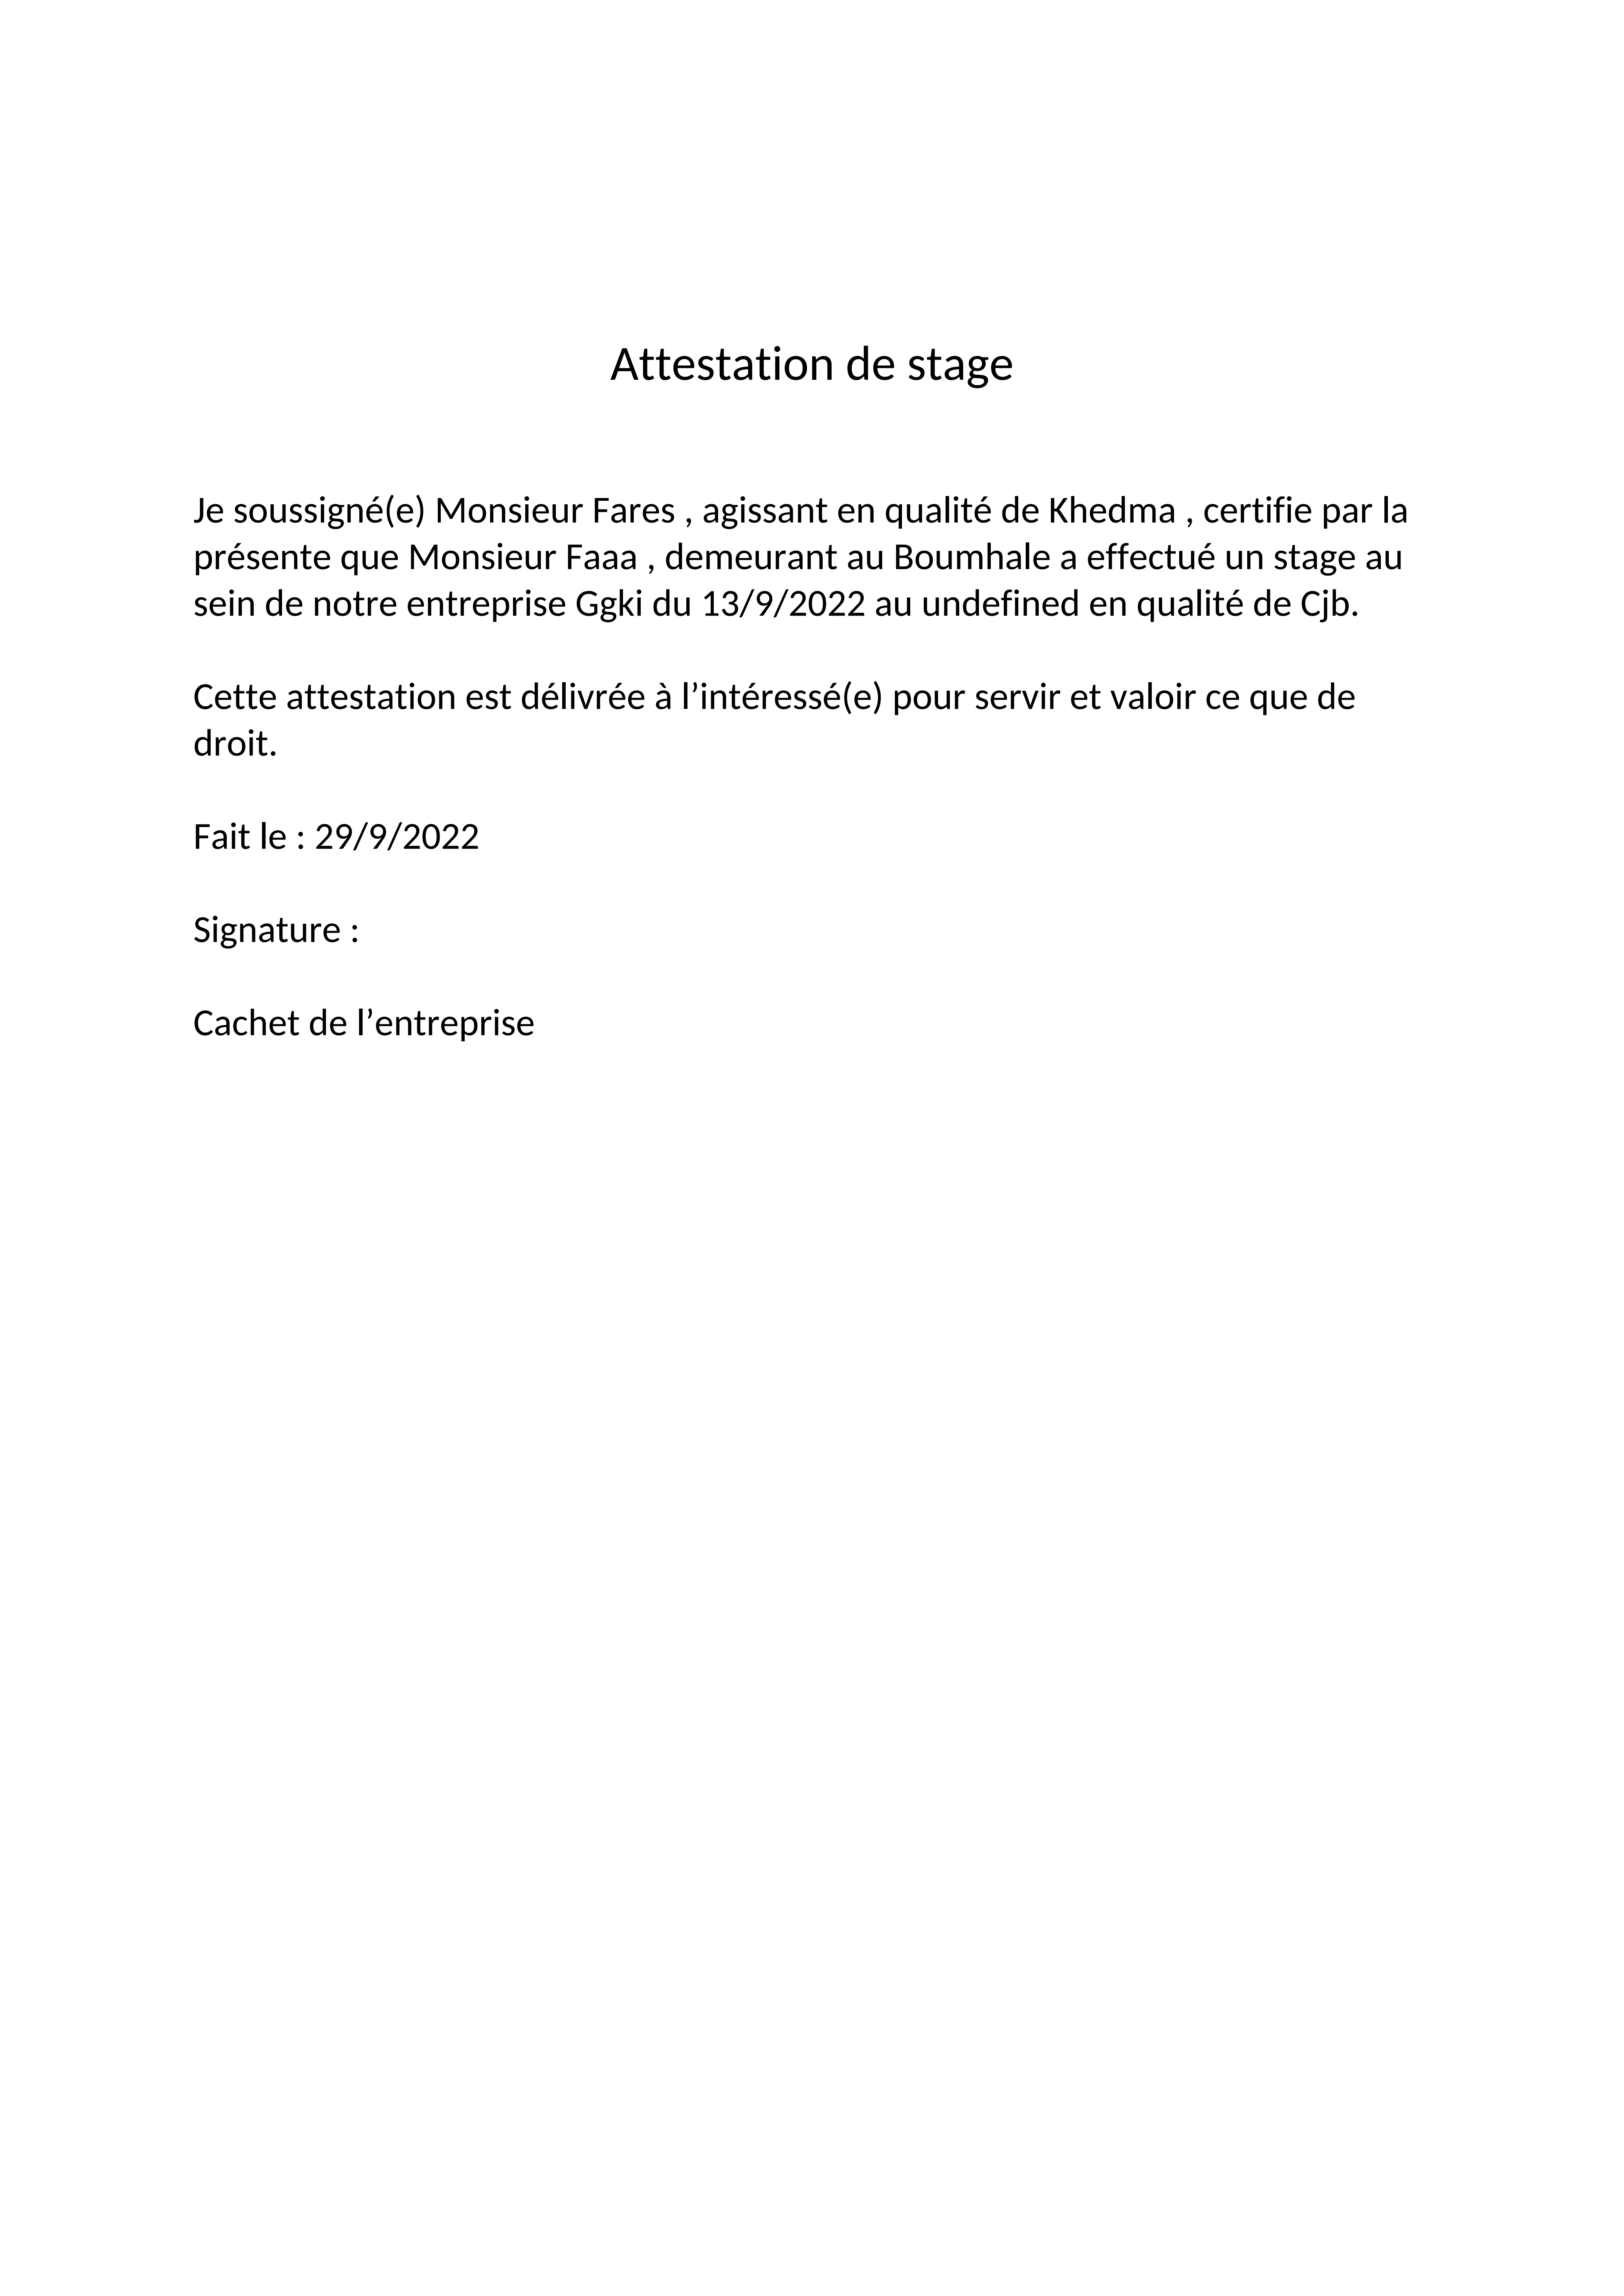 Attestation de stage
Je soussigné(e) Monsieur Fares , agissant en qualité de Khedma , certifie par la
présente que Monsieur Faaa , demeurant au Boumhale a effectué un stage au
sein de notre entreprise Ggki du 13/9/2022 au undefined en qualité de Cjb.
Cette attestation est délivrée à l’intéressé(e) pour servir et valoir ce que de
droit.
Fait le : 29/9/2022
Signature :
Cachet de l’entreprise